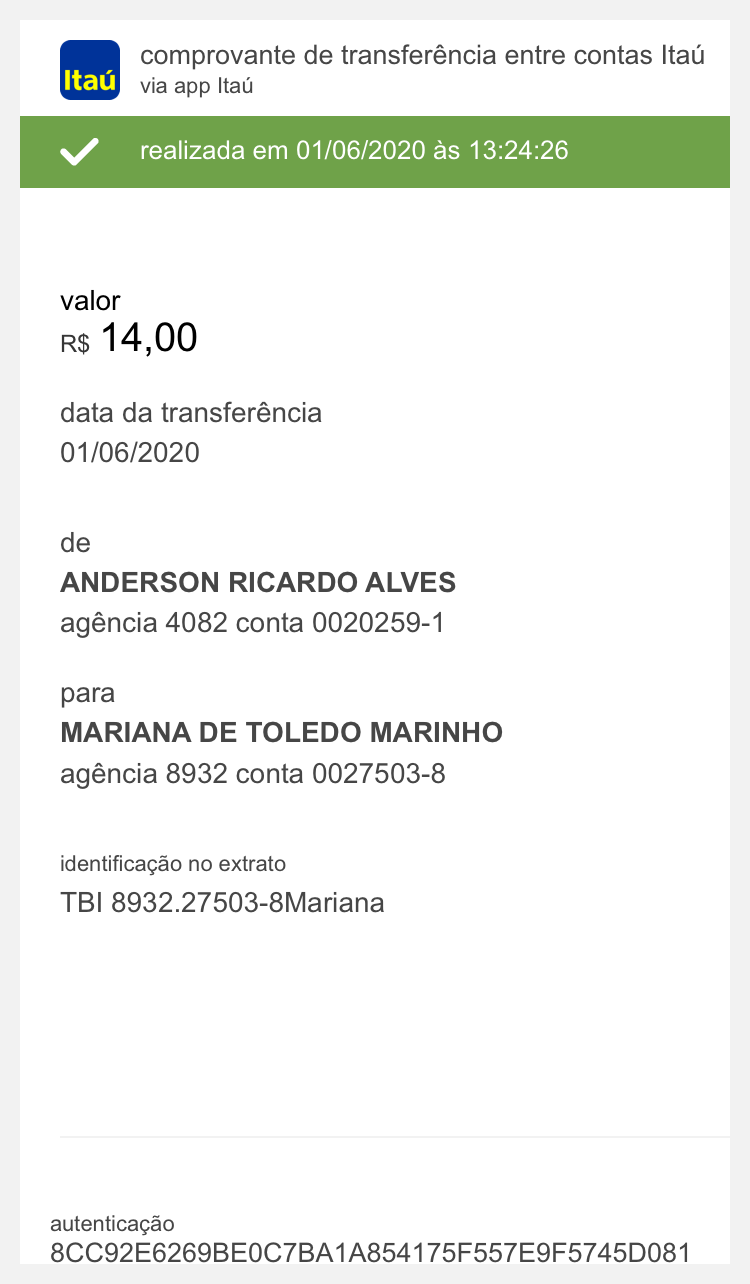 Itaú
comprovante de transferência entre contas Itaú
via app Itaú
realizada em 01/06/2020 às 13:24:26
valor
R$ 14,00
data da transferência
01/06/2020
de
ANDERSON RICARDO ALVES
agência 4082 conta 0020259-1
para
MARIANA DE TOLEDO MARINHO
agência 8932 conta 0027503-8
identificação no extrato
TBI 8932.27503-8Mariana
autenticação
8CC92E6269BE0C7BA1A854175F557E9F5745D081